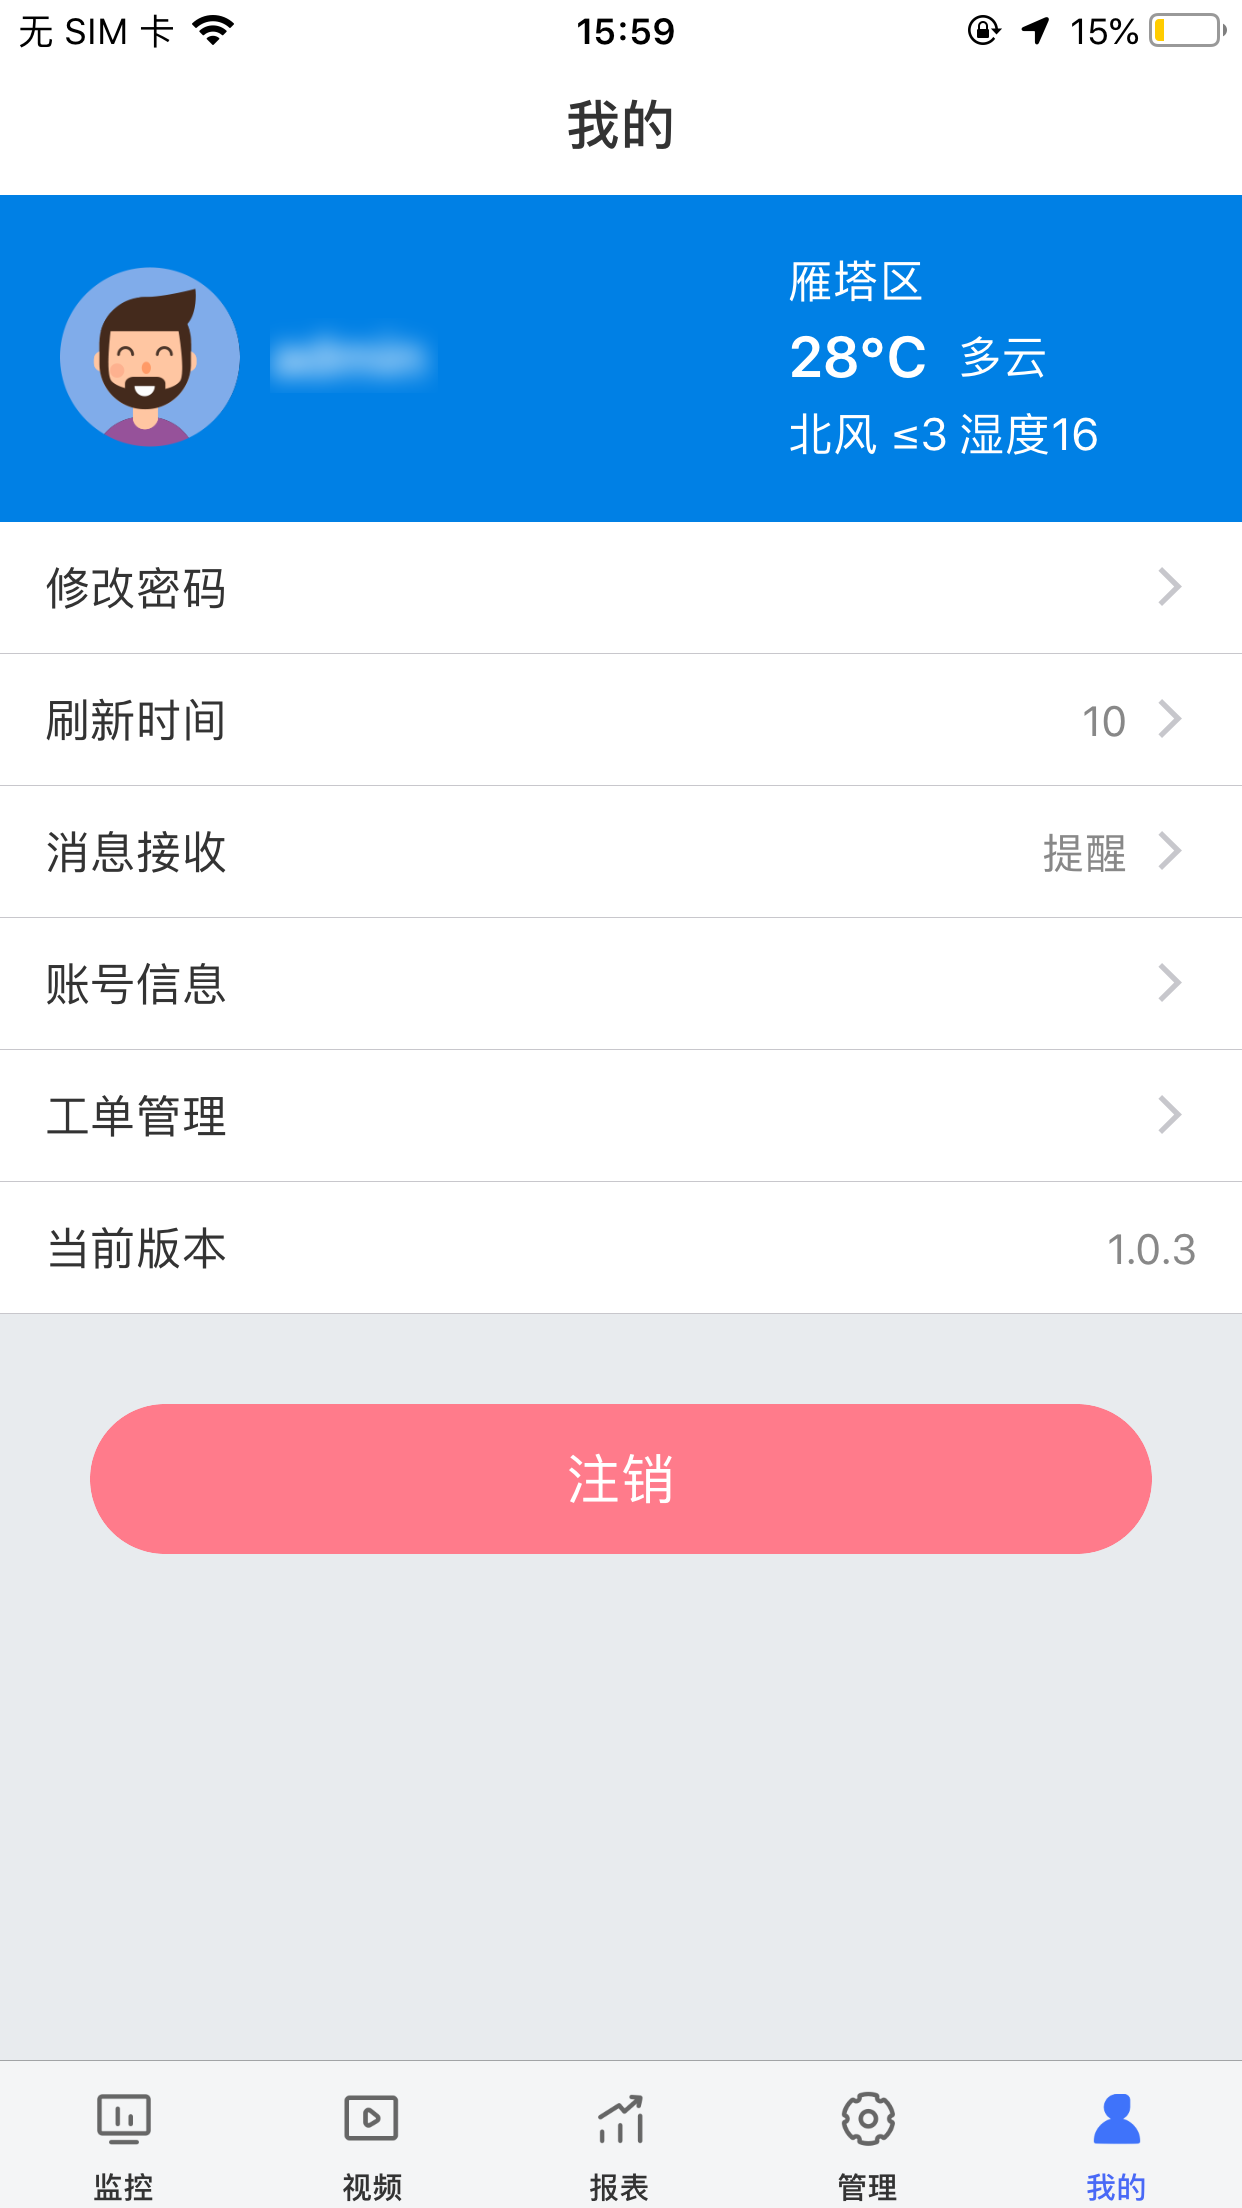 无 SIM 卡 15:59 15%
我的
雁塔区
28°C 多云
北风 ≤3 湿度16
修改密码
刷新时间 10
消息接收 提醒
账号信息
工单管理
当前版本 1.0.3
注销
监控 视频 报表 管理 我的